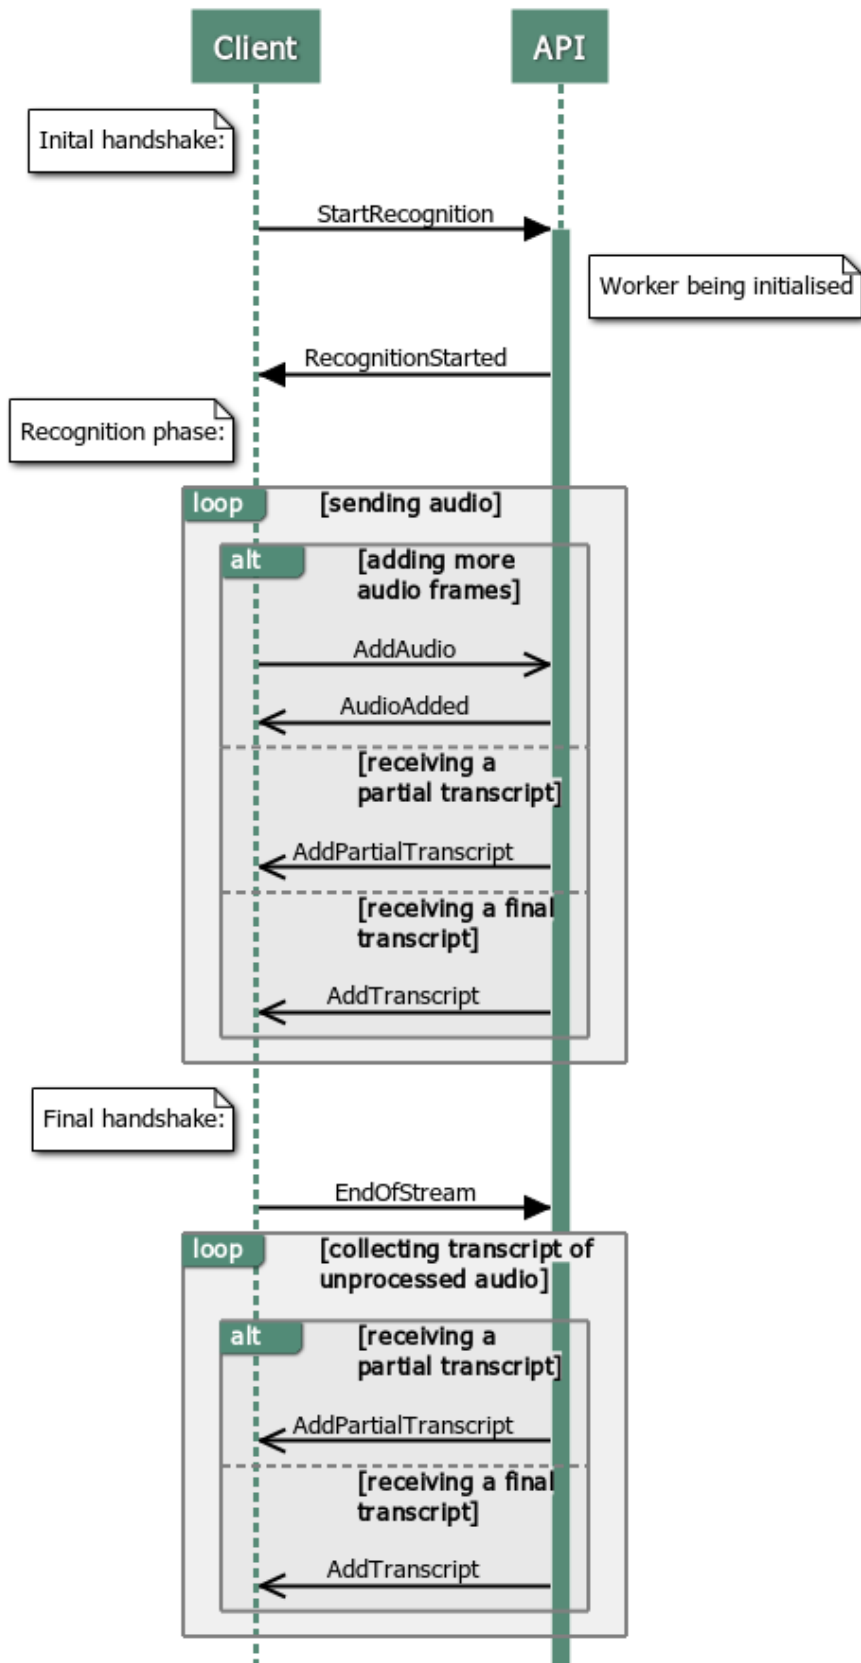 Client
API
Inital handshake:
StartRecognition
Worker being initialised
RecognitionStarted
Recognition phase:
loop
[sending audio]
alt
[adding more
audio frames]
AddAudio
AudioAdded
[receiving a
partial transcript]
AddPartialTranscript
[receiving a final
transcript]
AddTranscript
Final handshake:
EndOfStream
loop
[collecting transcript of
unprocessed audio]
alt
[receiving a
partial transcript]
AddPartialTranscript
[receiving a final
transcript]
AddTranscript